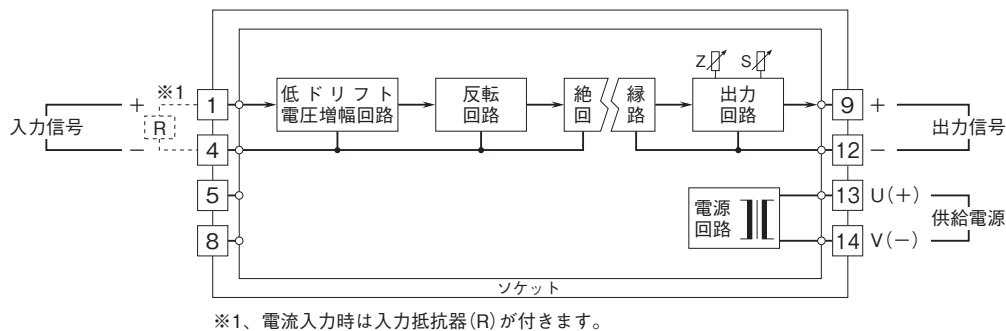 Z S
※1
1
低ドリフト
電圧増幅回路
反転
回路
絶 縁
回 路
出力
回路
9 +
+
R
入力信号
−
4
12 −
出力信号
5
8
電源
回路
13 U(+)
供給電源
14 V(−)
ソケット
※1、電流入力時は入力抵抗器(R)が付きます。